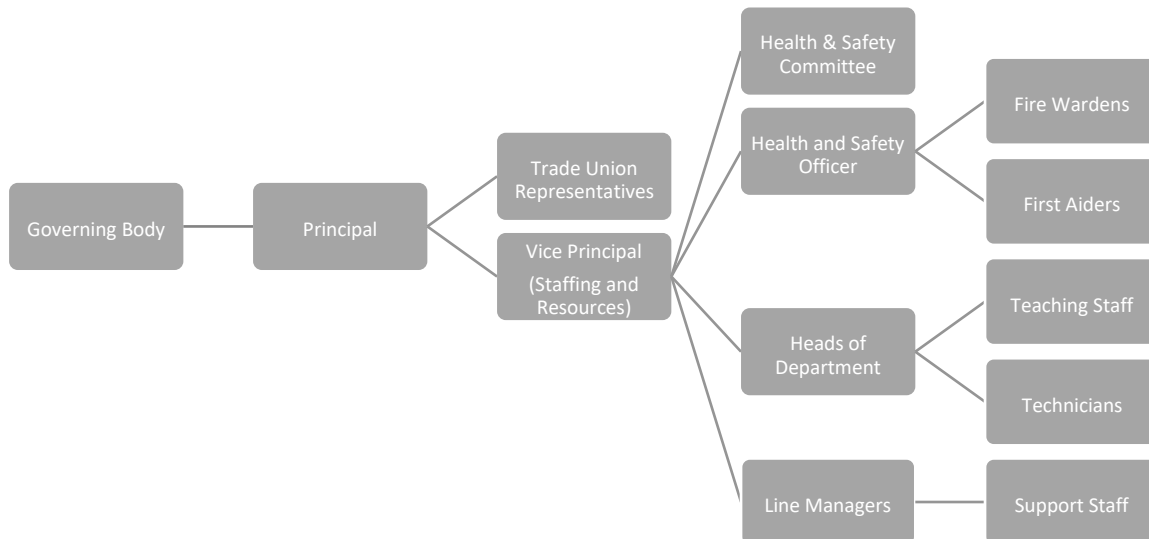 Governing Body
Principal
Trade Union
Representatives
Vice Principal
(Staffing and
Resources)
Health & Safety
Committee
Health and Safety
Officer
Heads of
Department
Line Managers
Fire Wardens
First Aiders
Teaching Staff
Technicians
Support Staff